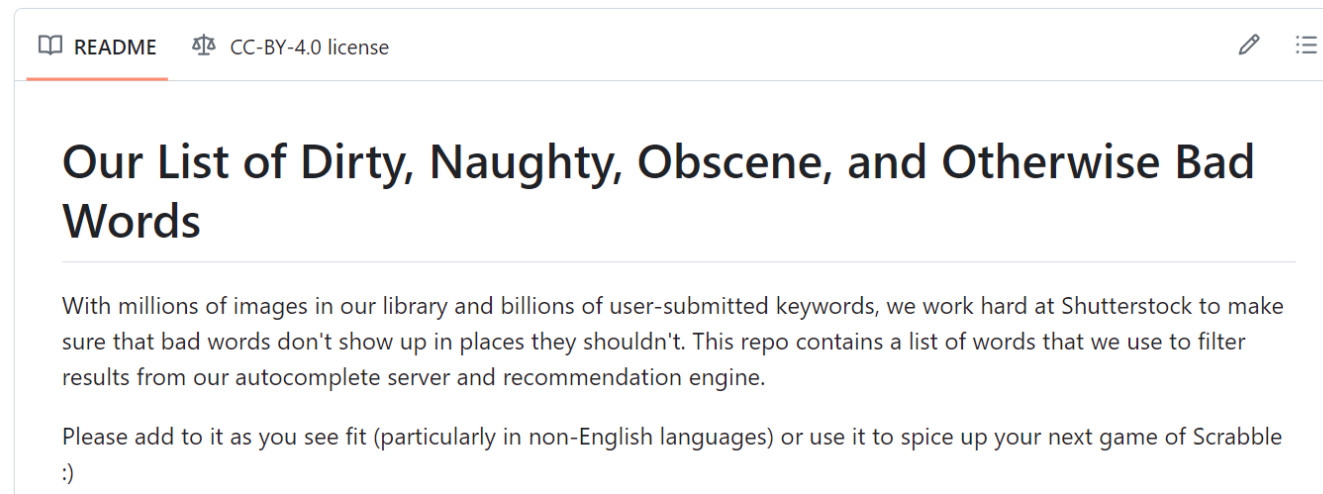 README CC-BY-4.0 license
Our List of Dirty, Naughty, Obscene, and Otherwise Bad
Words
With millions of images in our library and billions of user-submitted keywords, we work hard at Shutterstock to make
sure that bad words don't show up in places they shouldn't. This repo contains a list of words that we use to filter
results from our autocomplete server and recommendation engine.
Please add to it as you see fit (particularly in non-English languages) or use it to spice up your next game of Scrabble
:)